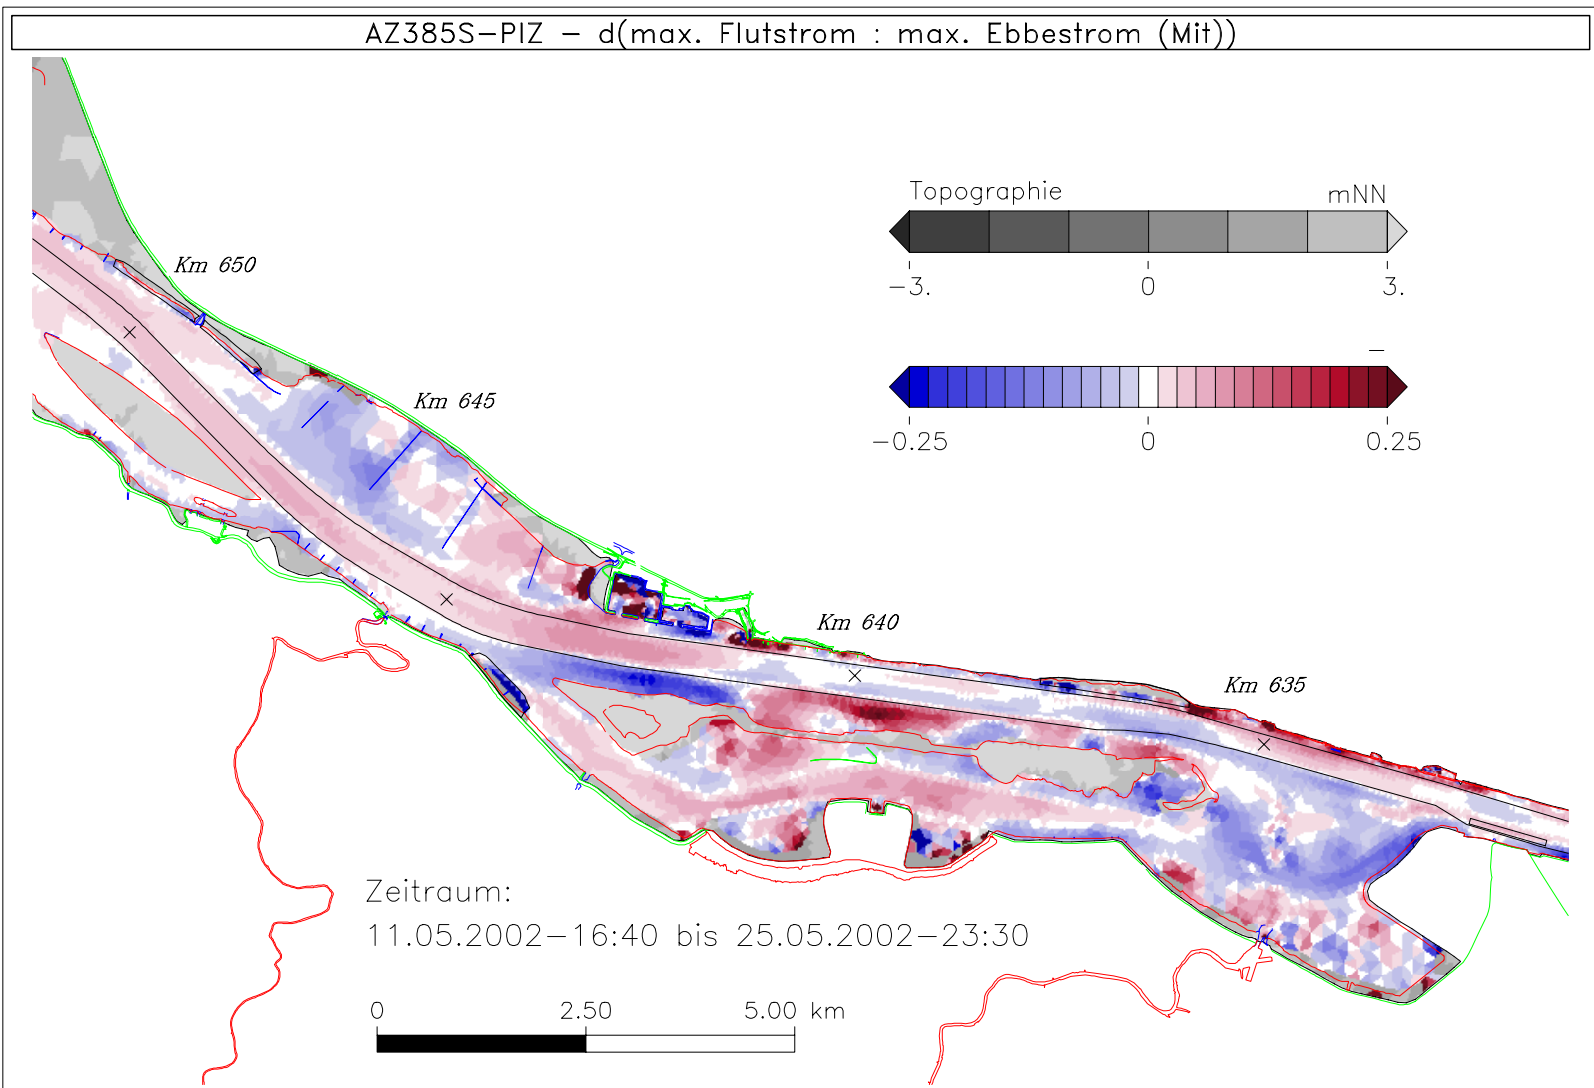 AZ385S-PIZ - d(max. Flutstrom : max. Ebbestrom (Mit))
Topographie mNN
-3. 0 3.
Km 650
—
-0.25 0 0.25
Km 645
Km 640
Km 635
Zeitraum:
11.05.2002-16:40 bis 25.05.2002-23:30
0 2.50 5.00 km